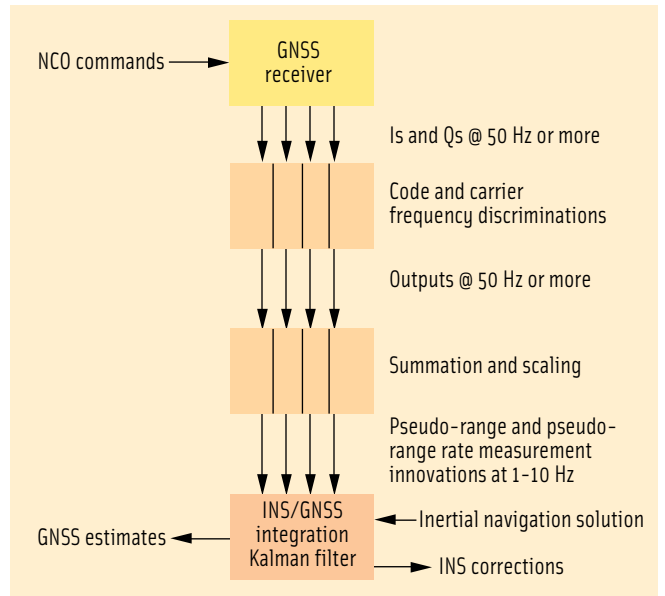 GNSS
receiver
NCO commands
Is and Qs @ 50 Hz or more
Code and carrier
frequency discriminations
Outputs @ 50 Hz or more
Summation and scaling
Pseudo-range and pseudo-
range rate measurement
innovations at 1-10 Hz
INS/GNSS
integration
Kalman filter
Inertial navigation solution
GNSS estimates
INS corrections